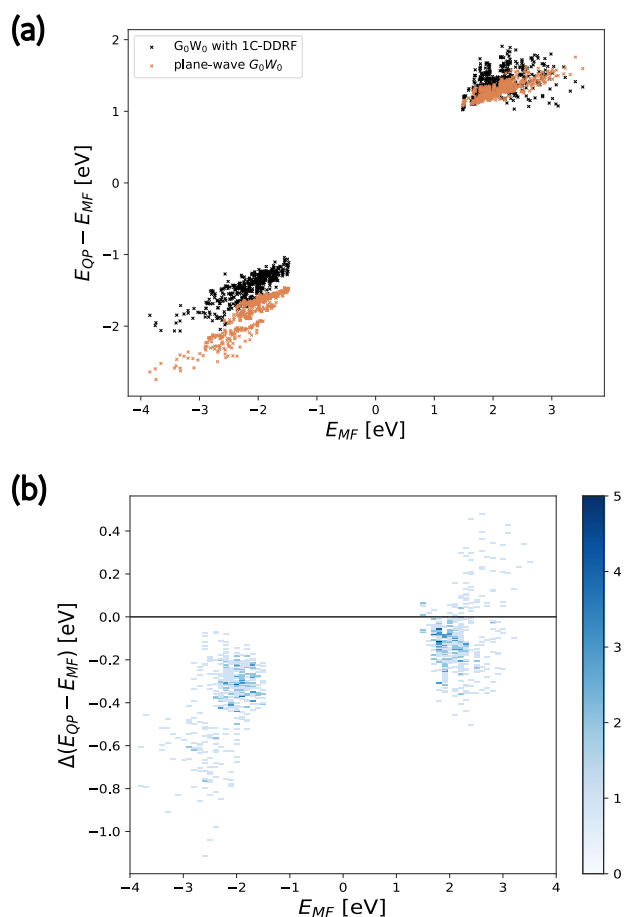 (a)
G₀W₀ with 1C-DDRF
plane-wave G₀W₀
E_QP − E_MF [eV]
2
1
0
−1
−2
−4 −3 −2 −1 0 1 2 3
E_MF [eV]
(b)
Δ(E_QP − E_MF) [eV]
0.4
0.2
0.0
−0.2
−0.4
−0.6
−0.8
−1.0
−4 −3 −2 −1 0 1 2 3 4
E_MF [eV]
5
4
3
2
1
0